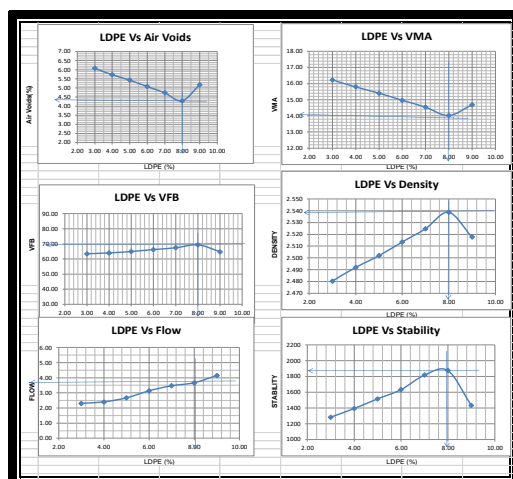 LDPE Vs Air Voids
Air Voids(%)
7.00
6.50
6.00
5.50
5.00
4.50
4.00
3.50
3.00
2.50
2.00
2.00 3.00 4.00 5.00 6.00 7.00 8.00 9.00 10.00
LDPE (%)
LDPE Vs VMA
VMA
18.00
17.00
16.00
15.00
14.00
13.00
12.00
2.00 3.00 4.00 5.00 6.00 7.00 8.00 9.00 10.00
LDPE Vs VFB
VFB
90.00
80.00
70.00
60.00
50.00
40.00
30.00
2.00 3.00 4.00 5.00 6.00 7.00 8.00 9.00 10.00
LDPE Vs Density
DENSITY
2.550
2.540
2.530
2.520
2.510
2.500
2.490
2.480
2.470
2.00 4.00 6.00 8.00 10.00
LDPE (%)
LDPE Vs Flow
FLOW
6.00
5.00
4.00
3.00
2.00
1.00
0.00
2.00 4.00 6.00 8.00 10.00
LDPE (%)
LDPE Vs Stability
STABILITY
2200
2000
1800
1600
1400
1200
1000
2.00 4.00 6.00 8.00 10.00
LDPE (%)